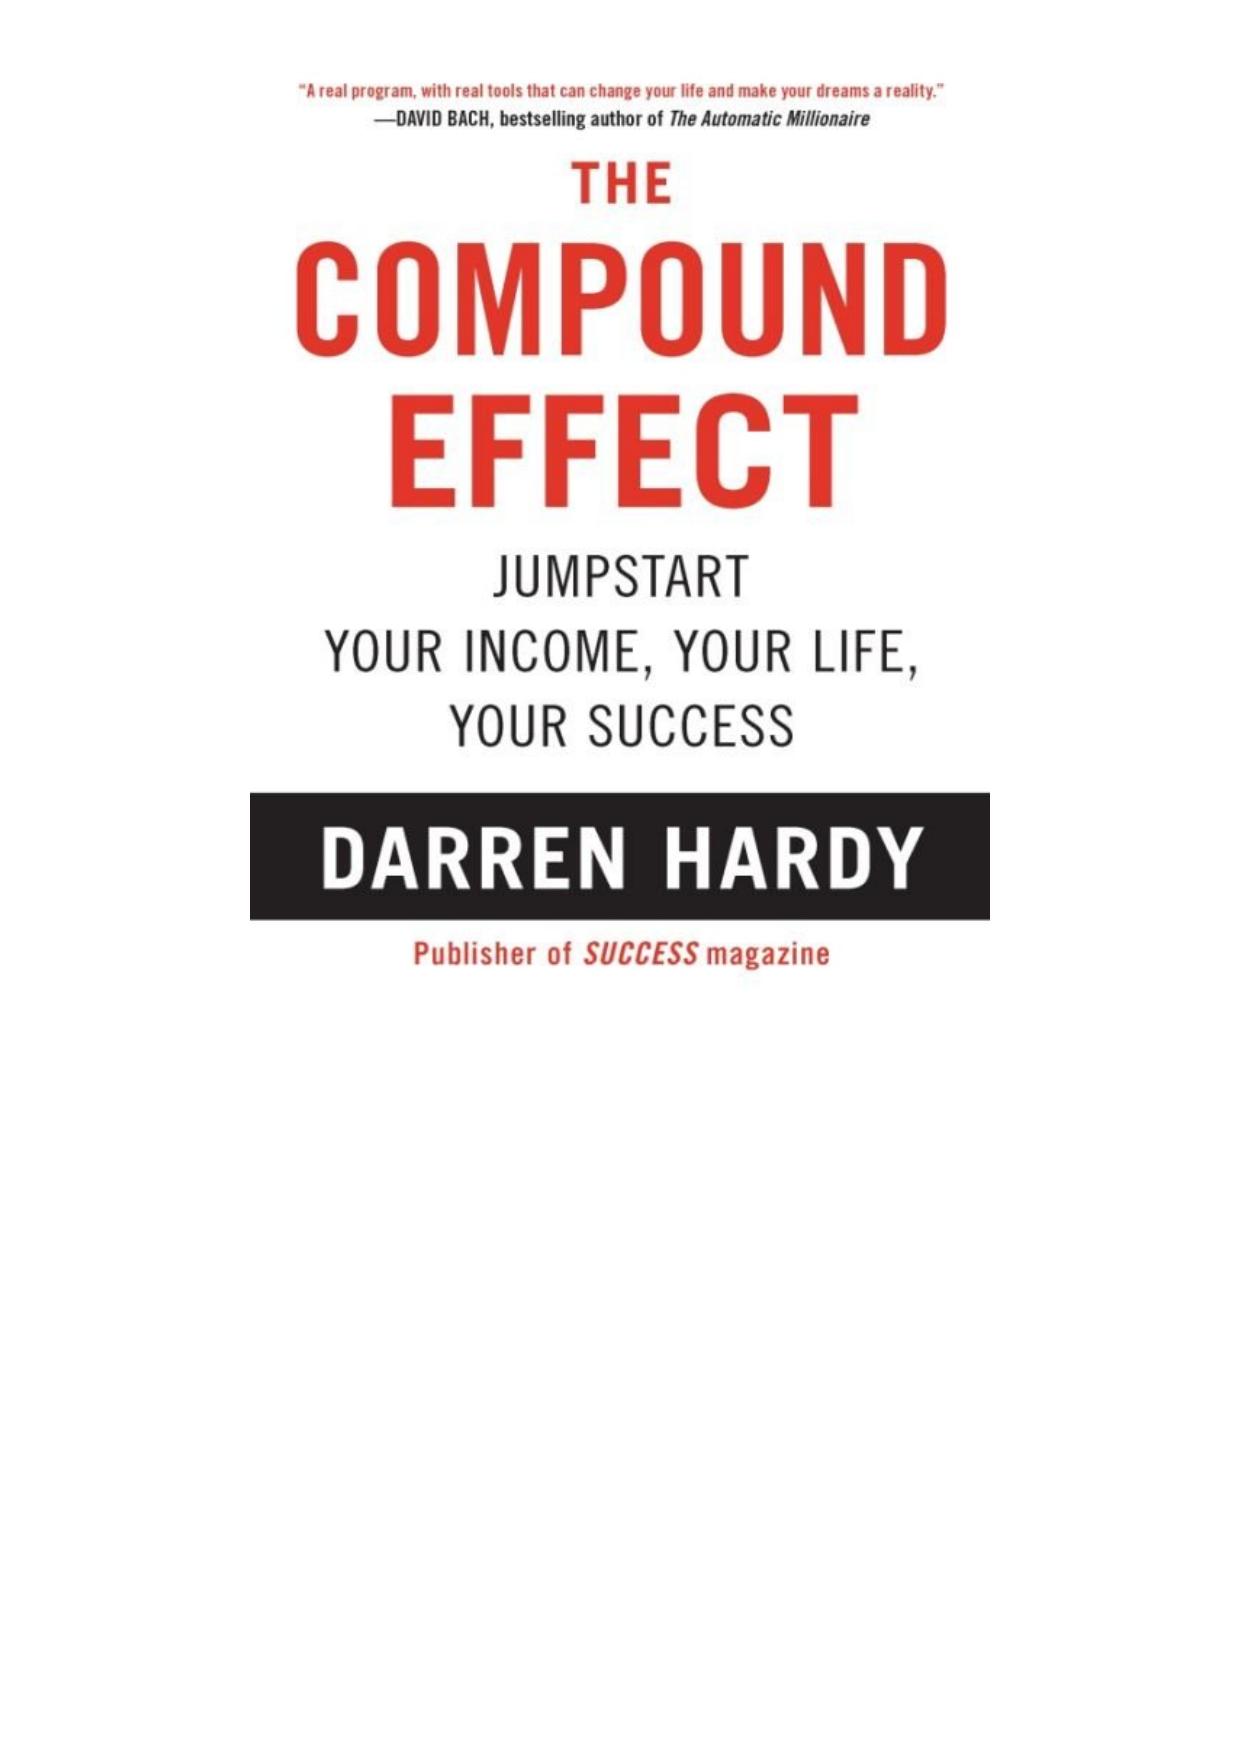 “A real program, with real tools that can change your life and make your dreams a reality.”
—DAVID BACH, bestselling author of The Automatic Millionaire
THE
COMPOUND
EFFECT
JUMPSTART
YOUR INCOME, YOUR LIFE,
YOUR SUCCESS
DARREN HARDY
Publisher of SUCCESS magazine